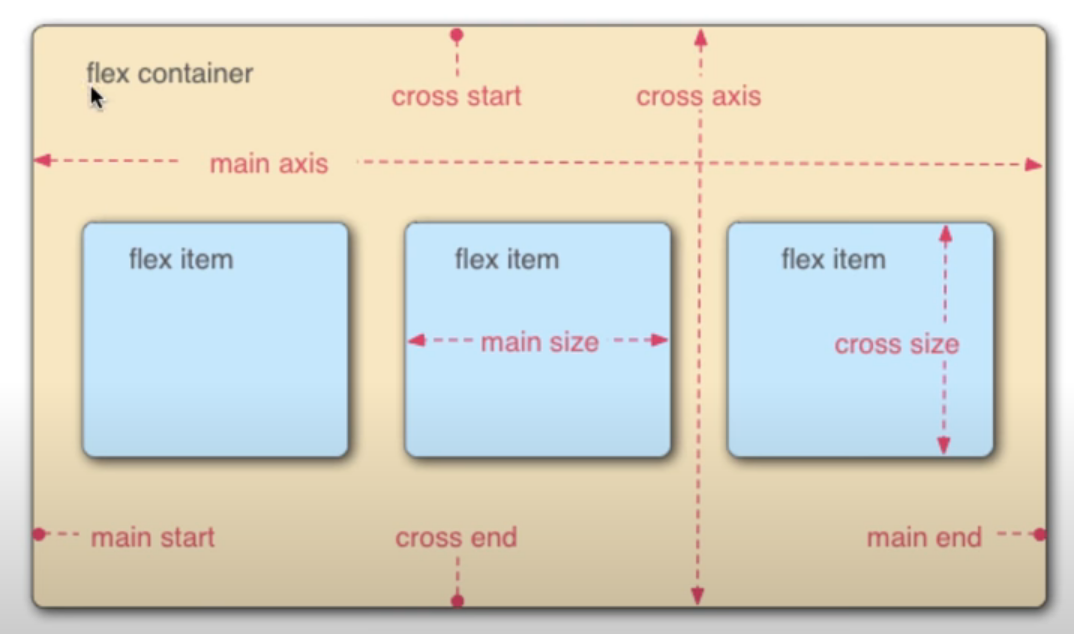 flex container
cross start
cross axis
main axis
flex item
flex item
flex item
main size
cross size
main start
cross end
main end